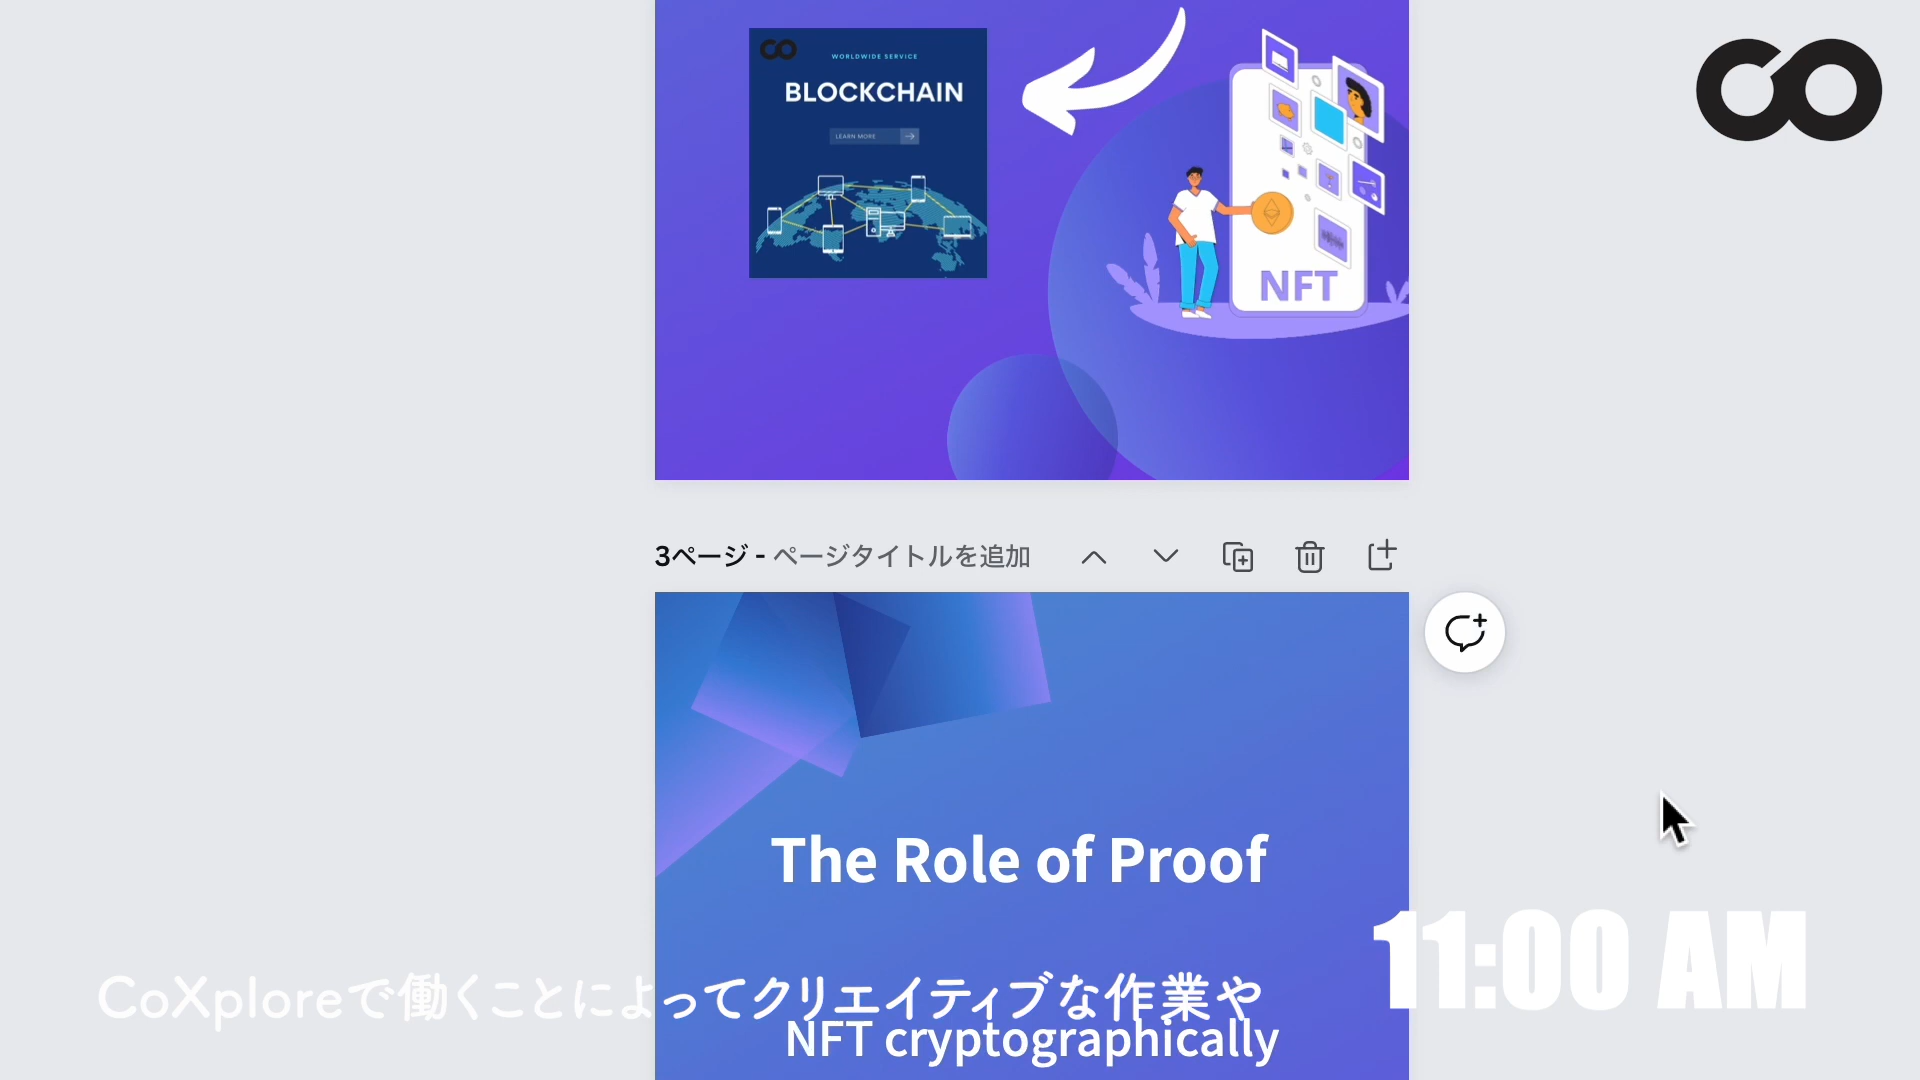 CO
WORLDWIDE SERVICE
BLOCKCHAIN
LEARN MORE
NFT
CO
3ページ - ページタイトルを追加
The Role of Proof
11:00 AM
CoXploreで働くことによってクリエイティブな作業や
NFT cryptographically